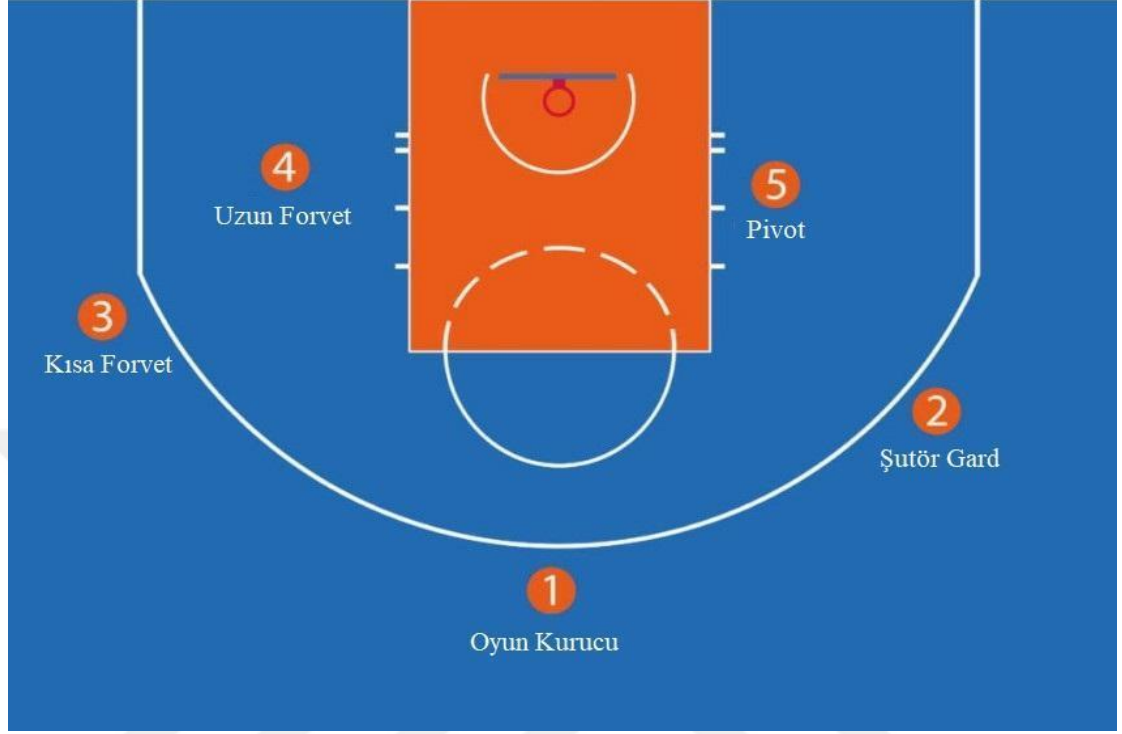 4
Uzun Forvet
5
Pivot
3
Kısa Forvet
2
Şutör Gard
1
Oyun Kurucu